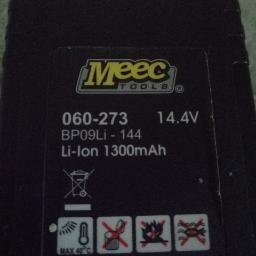 Meec
TOOLS
060-273 14.4V
BP09Li - 144
Li-Ion 1300mAh
MAX 40°C